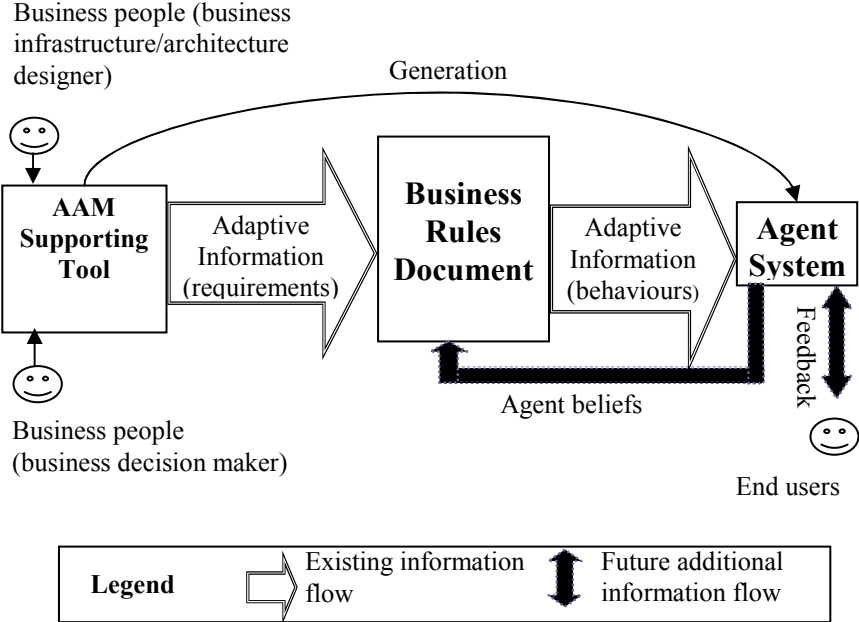 Business people (business
infrastructure/architecture
designer)
Generation
AAM
Supporting
Tool
Adaptive
Information
(requirements)
Business
Rules
Document
Adaptive
Information
(behaviours)
Agent
System
Feedback
Agent beliefs
Business people
(business decision maker)
End users
Legend
Existing information
flow
Future additional
information flow